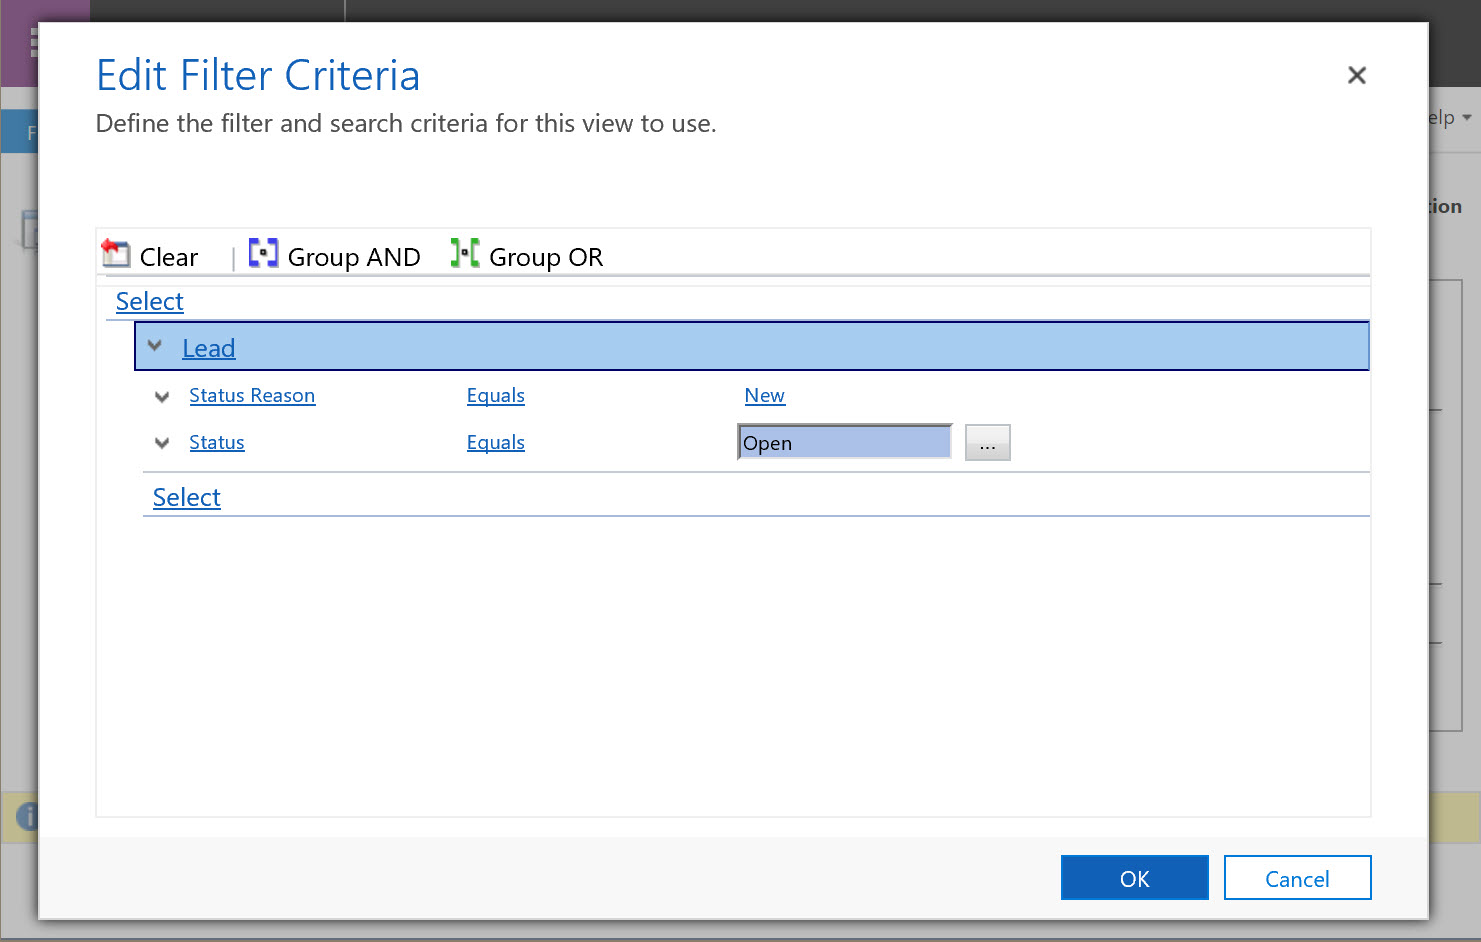 Edit Filter Criteria
Define the filter and search criteria for this view to use.
elp
F
tion
Clear | Group AND Group OR
Select
Lead
Status Reason Equals New
Status Equals Open ...
Select
i
OK Cancel